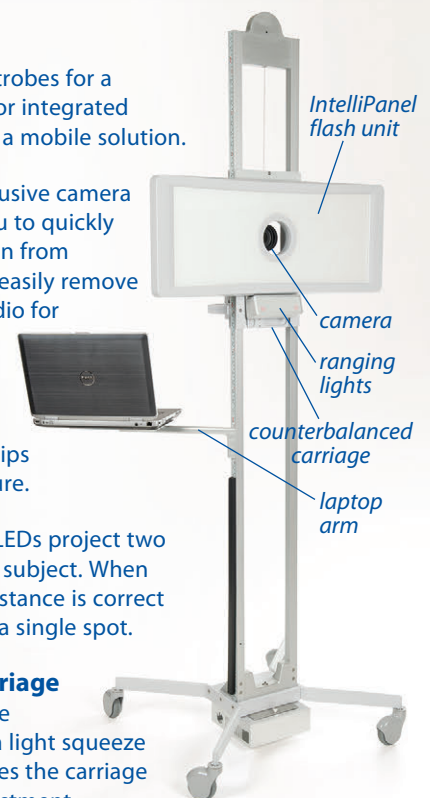 trobes for a
or integrated
a mobile solution.
usive camera
u to quickly
n from
easily remove
dio for
ips
ure.
LEDs project two
subject. When
stance is correct
a single spot.
riage
e
light squeeze
es the carriage
IntelliPanel
flash unit
camera
ranging
lights
counterbalanced
carriage
laptop
arm
DELL